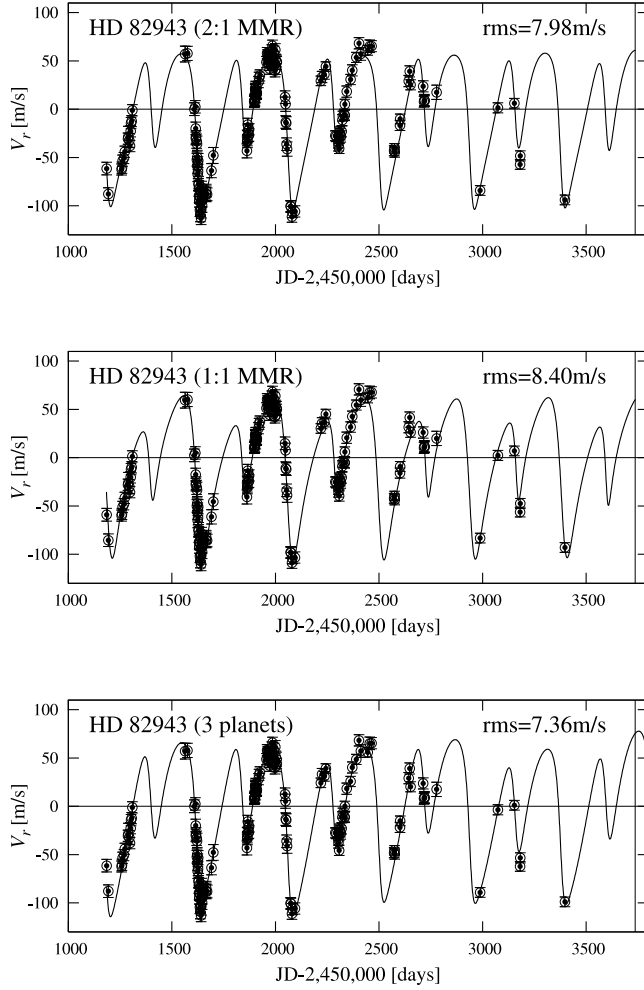 HD 82943 (2:1 MMR) rms=7.98m/s
100
50
0
-50
-100
V_r [m/s]
1000 1500 2000 2500 3000 3500
JD-2,450,000 [days]
HD 82943 (1:1 MMR) rms=8.40m/s
100
50
0
-50
-100
V_r [m/s]
1000 1500 2000 2500 3000 3500
JD-2,450,000 [days]
HD 82943 (3 planets) rms=7.36m/s
100
50
0
-50
-100
V_r [m/s]
1000 1500 2000 2500 3000 3500
JD-2,450,000 [days]